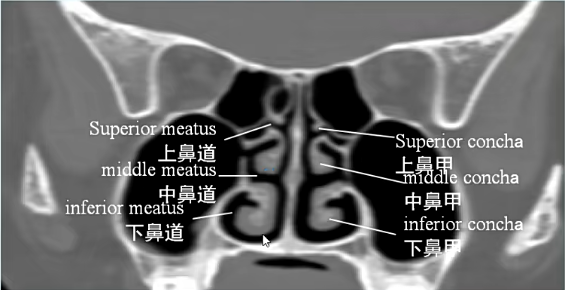 Superior meatus
上鼻道
middle meatus
中鼻道
inferior meatus
下鼻道
Superior concha
上鼻甲
middle concha
中鼻甲
inferior concha
下鼻甲